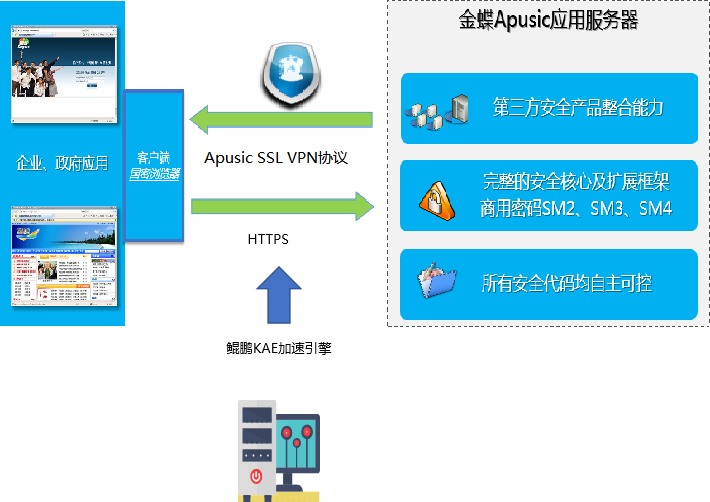 金蝶Apusic应用服务器
第三方安全产品整合能力
企业、政府应用
客户端
国密浏览器
Apusic SSL VPN协议
完整的安全核心及扩展框架
商用密码SM2、SM3、SM4
HTTPS
所有安全代码均自主可控
鲲鹏KAE加速引擎